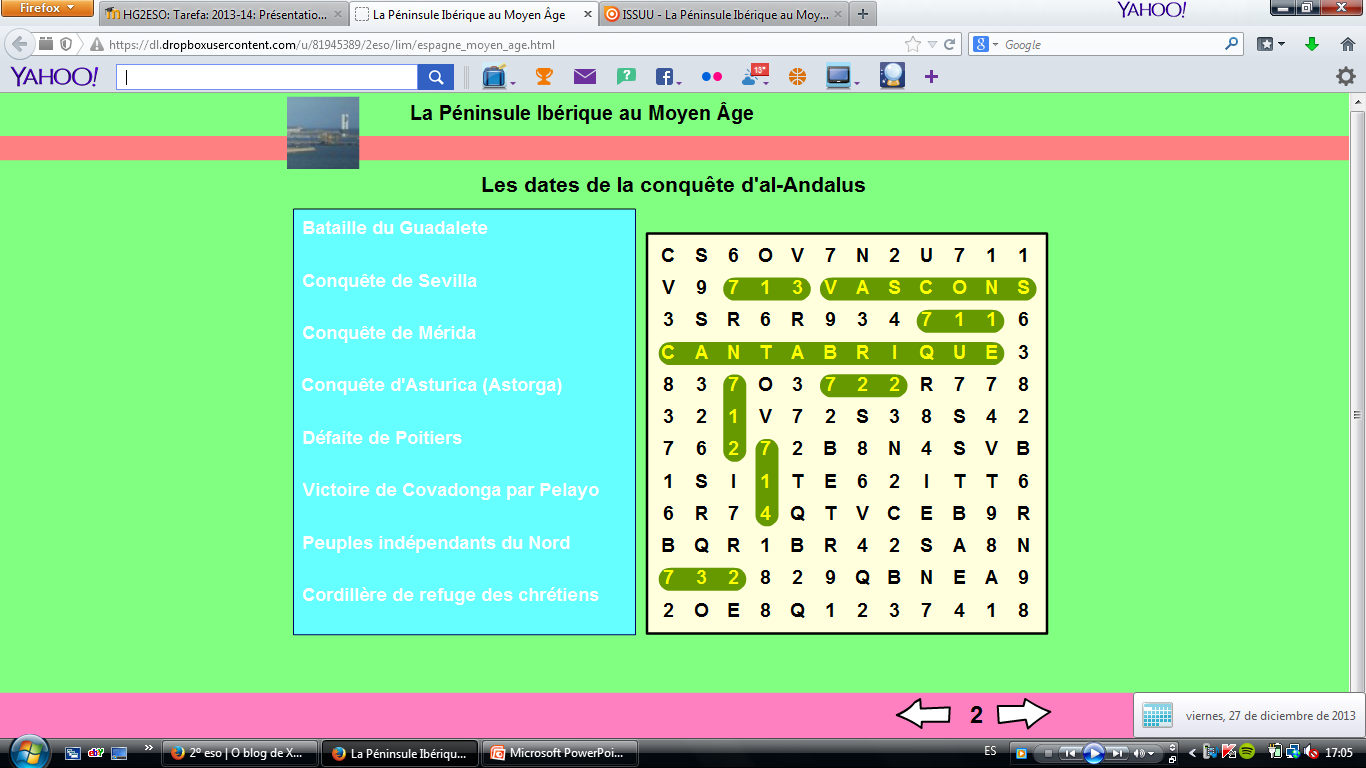 Firefox
HG2ESO: Tarefa: 2013-14: Présentatio...
La Péninsule Ibérique au Moyen Âge
ISSUU - La Péninsule Ibérique au Moy...
YAHOO!
https://dl.dropboxusercontent.com/u/81945389/2eso/lim/espagne_moyen_age.html
Google
YAHOO!
13°
La Péninsule Ibérique au Moyen Âge
Les dates de la conquête d'al-Andalus
Bataille du Guadalete
Conquête de Sevilla
Conquête de Mérida
Conquête d'Asturica (Astorga)
Défaite de Poitiers
Victoire de Covadonga par Pelayo
Peuples indépendants du Nord
Cordillère de refuge des chrétiens
C S 6 O V 7 N 2 U 7 1 1
V 9 7 1 3 V A S C O N S
3 S R 6 R 9 3 4 7 1 1 6
C A N T A B R I Q U E 3
8 3 7 O 3 7 2 2 R 7 7 8
3 2 1 V 7 2 S 3 8 S 4 2
7 6 2 7 2 B 8 N 4 S V B
1 S I 1 T E 6 2 I T T 6
6 R 7 4 Q T V C E B 9 R
B Q R 1 B R 4 2 S A 8 N
7 3 2 8 2 9 Q B N E A 9
2 O E 8 Q 1 2 3 7 4 1 8
2
viernes, 27 de diciembre de 2013
2º eso | O blog de X...
La Péninsule Ibériqu...
Microsoft PowerPoi...
ES
17:05